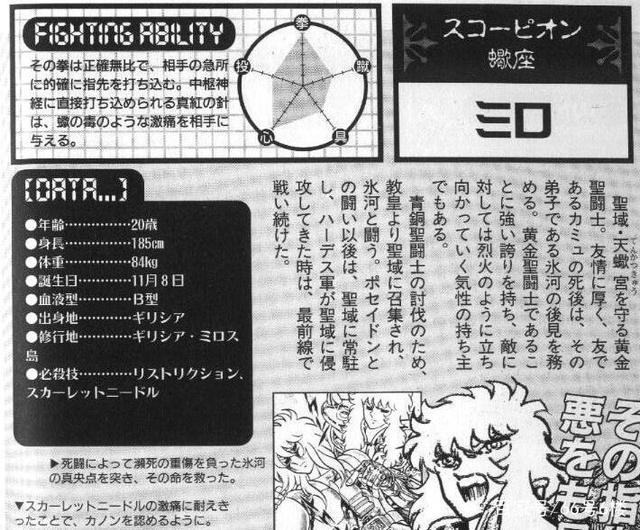 FIGHTING ABILITY
その拳は正確無比で、相手の急所
に的確に指先を打ち込む。中枢神
経に直接打ち込められる真紅の針
は、蠍の毒のような激痛を相手に
与える。
拳
蹴
具
心
投
スコーピオン
蠍座
ミロ
[DATA...]
●年齢……………20歳
●身長……………185㎝
●体重……………84㎏
●誕生日…………11月8日
●血液型…………B型
●出身地…………ギリシア
●修行地…………ギリシア・ミロス
島
●必殺技…………リストリクション、
スカーレットニードル
聖域・天蠍宮を守る黄金
てんかつきゅう
聖闘士。友情に厚く、友で
あるカミュの死後は、その
弟子である氷河の後見を務
める。黄金聖闘士であるこ
とに強い誇りを持ち、敵に
対しては烈火のように立ち
向かっていく気性の持ち主
でもある。
青銅聖闘士の討伐のため、
教皇より聖域に召集され、
氷河と闘う。ポセイドンと
の闘い以後は、聖域に常駐
し、ハーデス軍が聖域に侵
攻してきた時は、最前線で
戦い続けた。
▶死闘によって瀕死の重傷を負った氷河
の真央点を突き、その命を救った。
▼スカーレットニードルの激痛に耐えき
ったことで、カノンを認めるように。
その
悪を